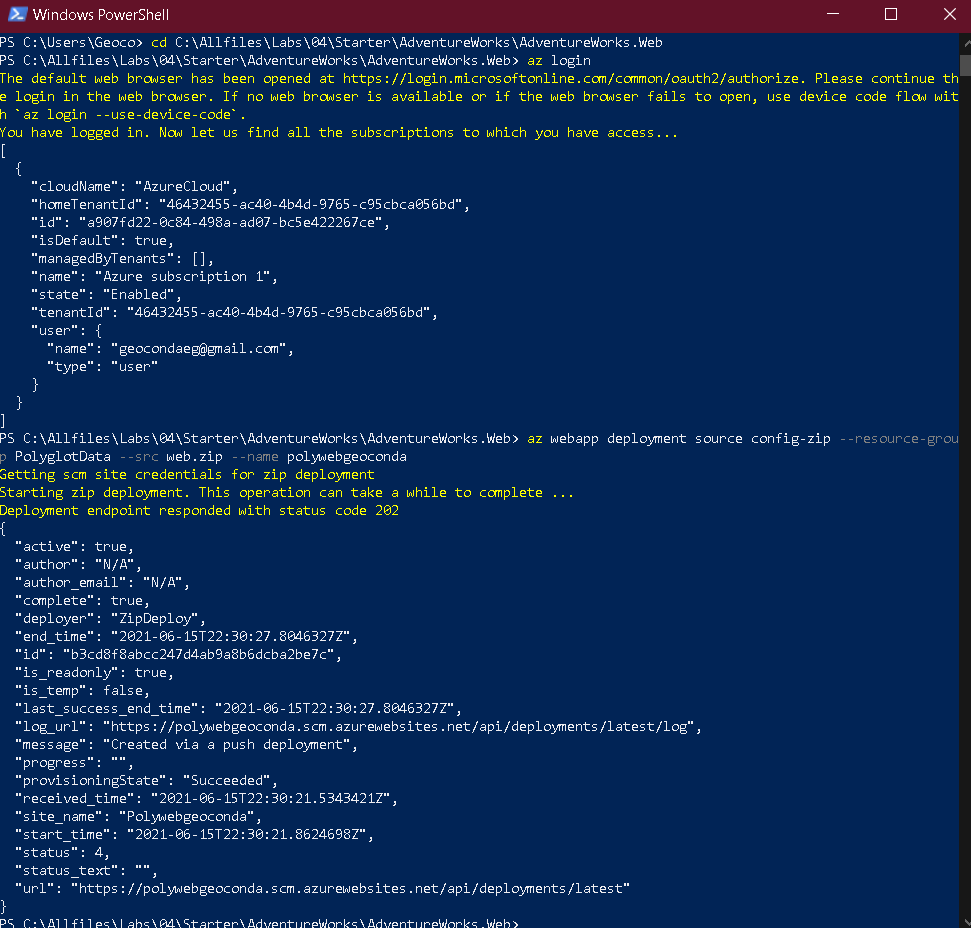 Windows PowerShell
PS C:\Users\Geoco> cd C:\Allfiles\Labs\04\Starter\AdventureWorks\AdventureWorks.Web
PS C:\Allfiles\Labs\04\Starter\AdventureWorks\AdventureWorks.Web> az login
The default web browser has been opened at https://login.microsoftonline.com/common/oauth2/authorize. Please continue th
e login in the web browser. If no web browser is available or if the web browser fails to open, use device code flow wit
h `az login --use-device-code`.
You have logged in. Now let us find all the subscriptions to which you have access...
[
  {
    "cloudName": "AzureCloud",
    "homeTenantId": "46432455-ac40-4b4d-9765-c95cbca056bd",
    "id": "a907fd22-0c84-498a-ad07-bc5e422267ce",
    "isDefault": true,
    "managedByTenants": [],
    "name": "Azure subscription 1",
    "state": "Enabled",
    "tenantId": "46432455-ac40-4b4d-9765-c95cbca056bd",
    "user": {
      "name": "geocondaeg@gmail.com",
      "type": "user"
    }
  }
]
PS C:\Allfiles\Labs\04\Starter\AdventureWorks\AdventureWorks.Web> az webapp deployment source config-zip --resource-grou
p PolyglotData --src web.zip --name polywebgeoconda
Getting scm site credentials for zip deployment
Starting zip deployment. This operation can take a while to complete ...
Deployment endpoint responded with status code 202
{
  "active": true,
  "author": "N/A",
  "author_email": "N/A",
  "complete": true,
  "deployer": "ZipDeploy",
  "end_time": "2021-06-15T22:30:27.8046327Z",
  "id": "b3cd8f8abcc247d4ab9a8b6dcba2be7c",
  "is_readonly": true,
  "is_temp": false,
  "last_success_end_time": "2021-06-15T22:30:27.8046327Z",
  "log_url": "https://polywebgeoconda.scm.azurewebsites.net/api/deployments/latest/log",
  "message": "Created via a push deployment",
  "progress": "",
  "provisioningState": "Succeeded",
  "received_time": "2021-06-15T22:30:21.5343421Z",
  "site_name": "Polywebgeoconda",
  "start_time": "2021-06-15T22:30:21.8624698Z",
  "status": 4,
  "status_text": "",
  "url": "https://polywebgeoconda.scm.azurewebsites.net/api/deployments/latest"
}
PS C:\Allfiles\Labs\04\Starter\AdventureWorks\AdventureWorks.Web>